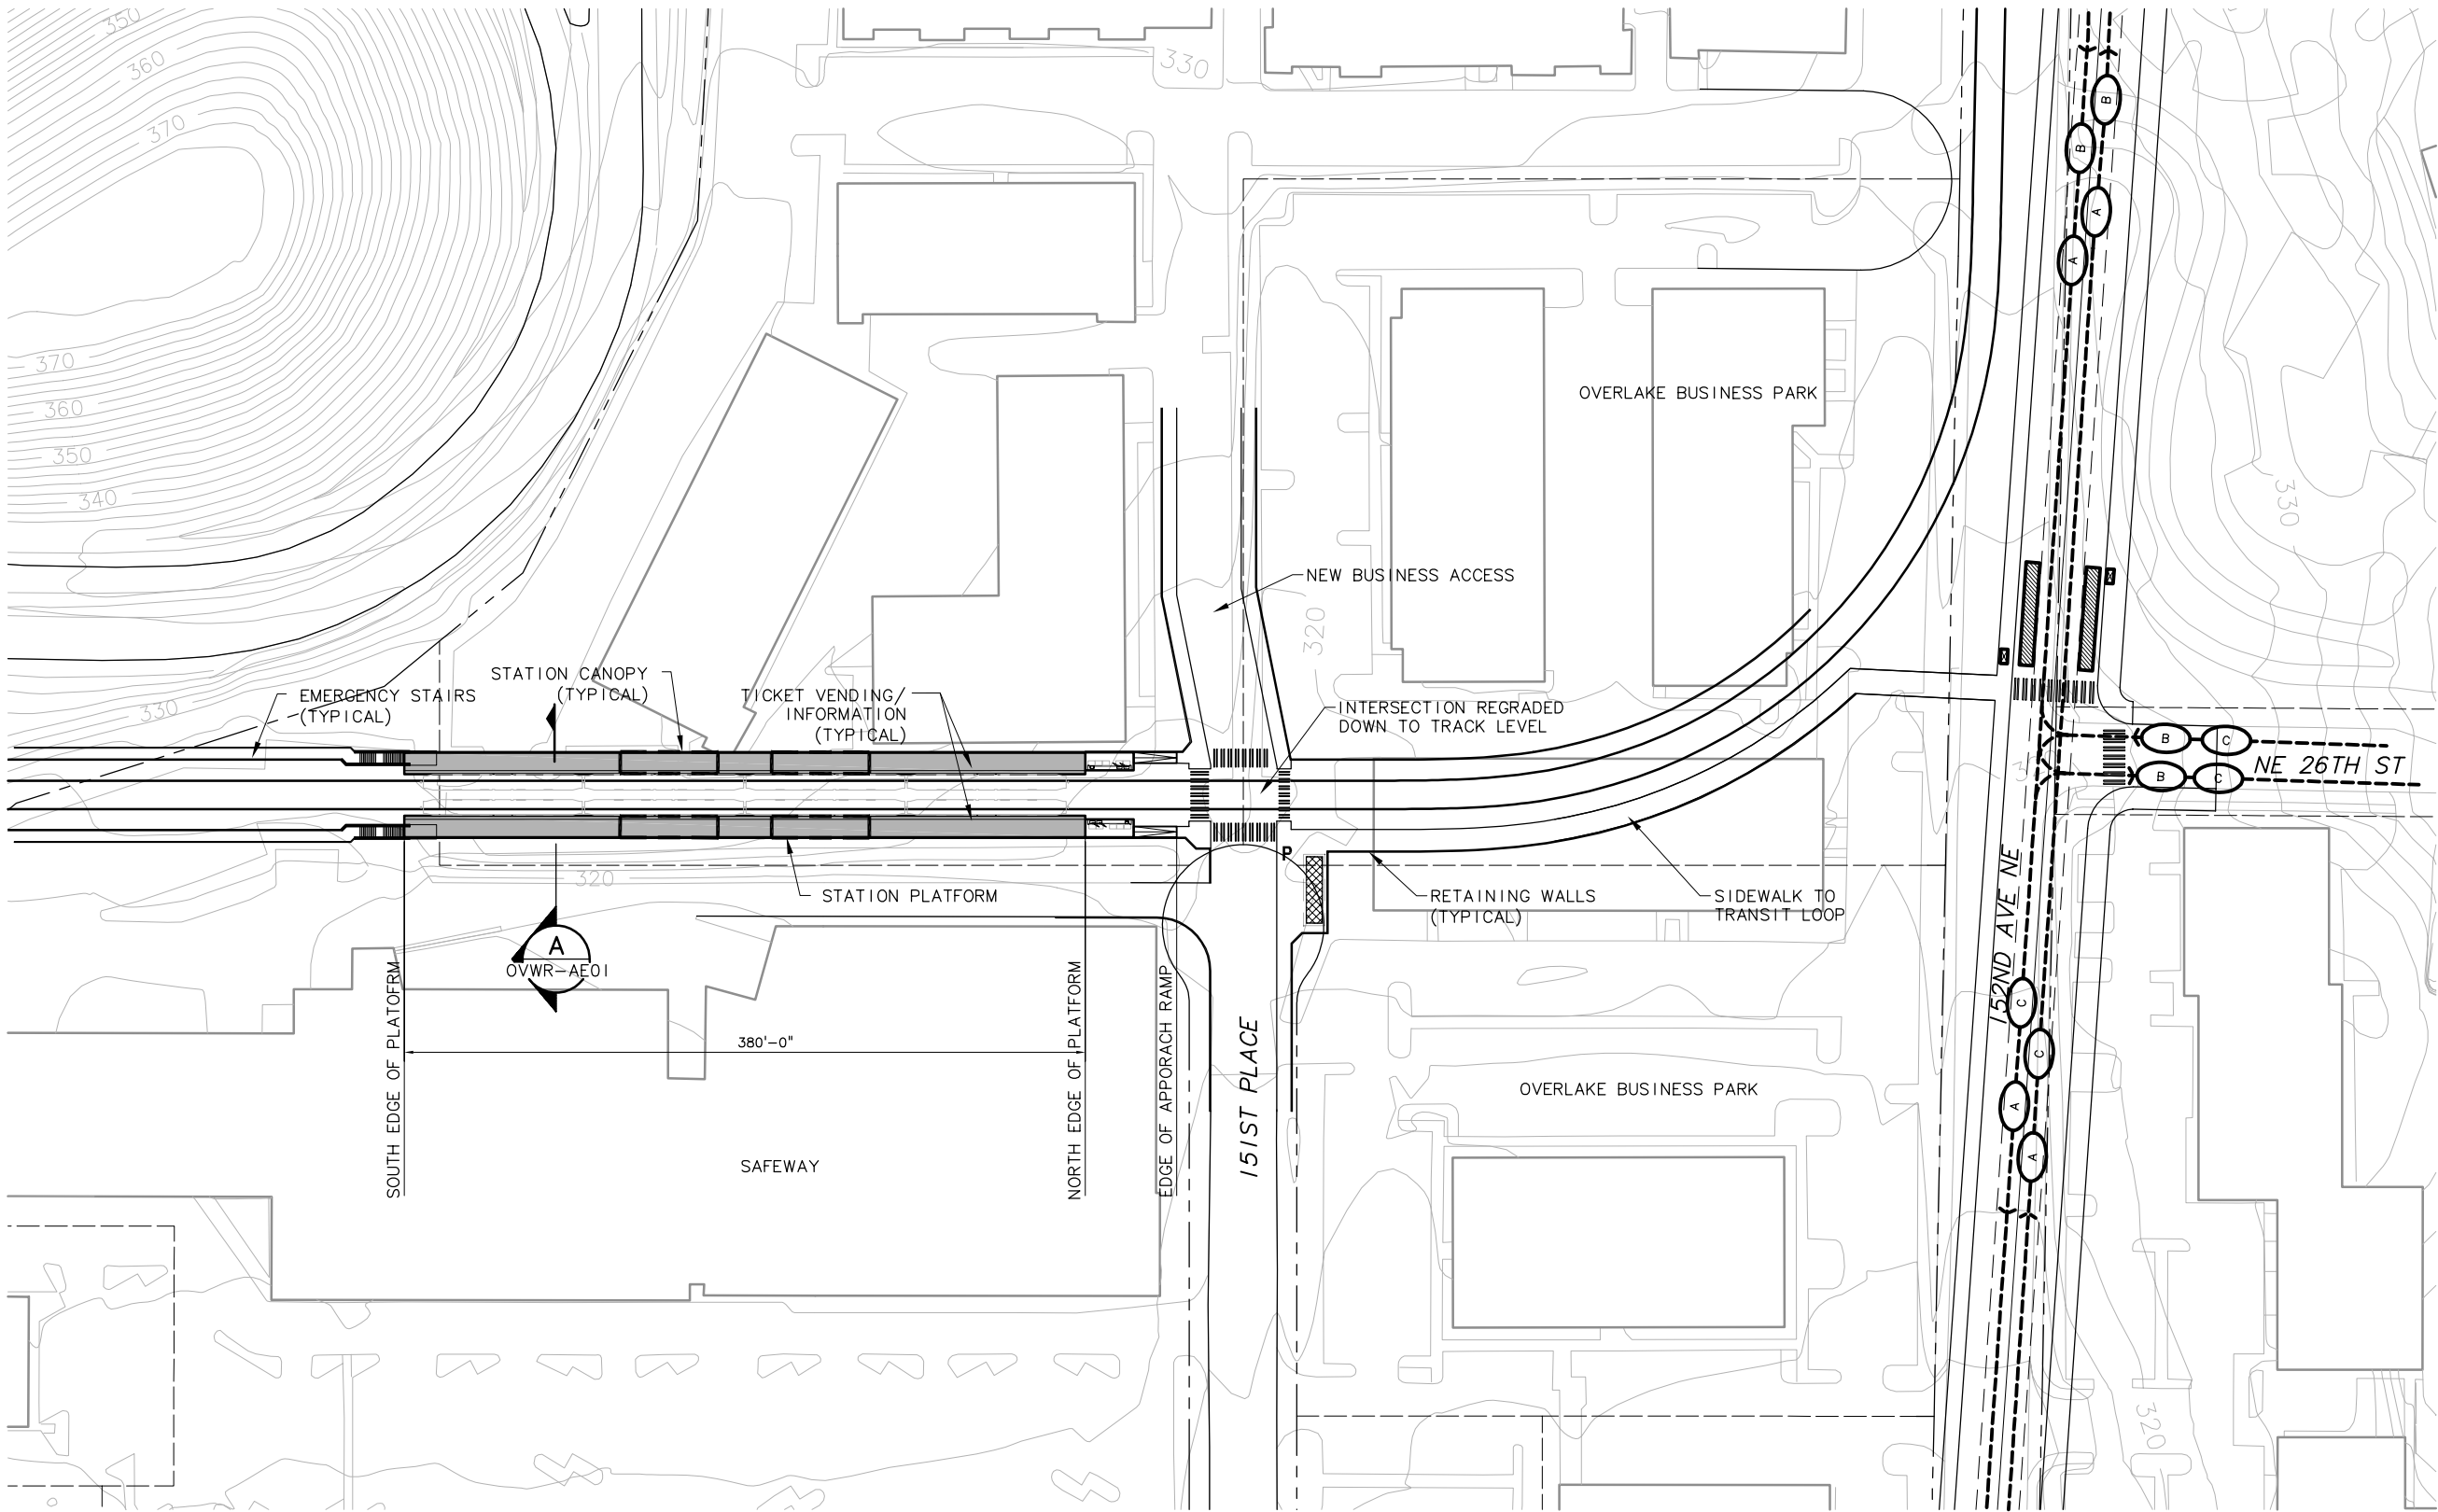 350
360
370
330
B
B
A
A
370
360
350
340
330
OVERLAKE BUSINESS PARK
330
NEW BUSINESS ACCESS
320
STATION CANOPY
(TYPICAL)
EMERGENCY STAIRS
(TYPICAL)
TICKET VENDING/
INFORMATION
(TYPICAL)
INTERSECTION REGRADED
DOWN TO TRACK LEVEL
B
C
B
C
NE 26TH ST
P
320
STATION PLATFORM
RETAINING WALLS
(TYPICAL)
SIDEWALK TO
TRANSIT LOOP
152ND AVE NE
A
OVWR-AE01
SOUTH EDGE OF PLATOFRM
NORTH EDGE OF PLATFORM
EDGE OF APPORACH RAMP
380'-0"
151ST PLACE
C
C
A
A
OVERLAKE BUSINESS PARK
SAFEWAY
320